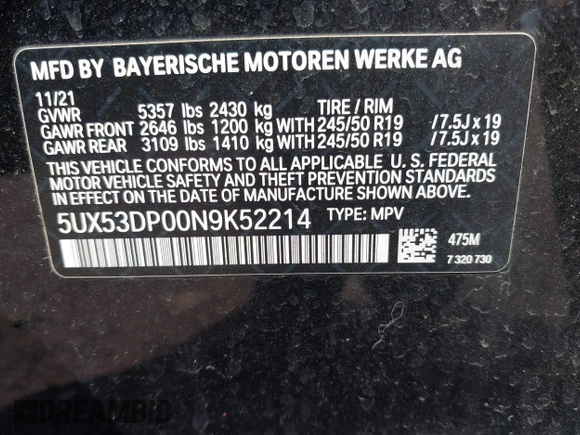 MFD BY BAYERISCHE MOTOREN WERKE AG
11/21
GVWR 5357 lbs 2430 kg TIRE / RIM
GAWR FRONT 2646 lbs 1200 kg WITH 245/50 R19 /7.5J x 19
GAWR REAR 3109 lbs 1410 kg WITH 245/50 R19 /7.5J x 19
THIS VEHICLE CONFORMS TO ALL APPLICABLE U. S. FEDERAL
MOTOR VEHICLE SAFETY AND THEFT PREVENTION STANDARDS
IN EFFECT ON THE DATE OF MANUFACTURE SHOWN ABOVE.
5UX53DP00N9K52214 TYPE: MPV
475M
7 320 730
DREAMBID